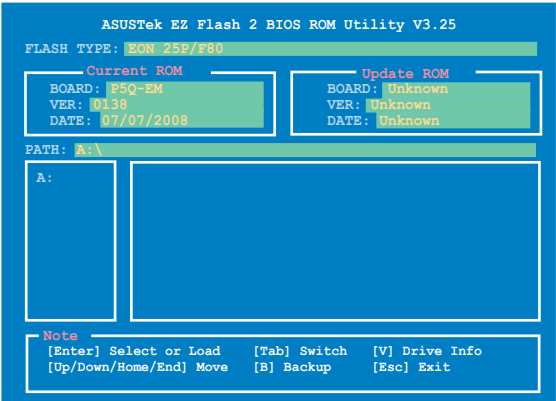 ASUSTek EZ Flash 2 BIOS ROM Utility V3.25
FLASH TYPE: EON 25P/F80
Current ROM
BOARD: P5Q-EM
VER: 0138
DATE: 07/07/2008
Update ROM
BOARD: Unknown
VER: Unknown
DATE: Unknown
PATH: A:\
A:
Note
[Enter] Select or Load [Tab] Switch [V] Drive Info
[Up/Down/Home/End] Move [B] Backup [Esc] Exit